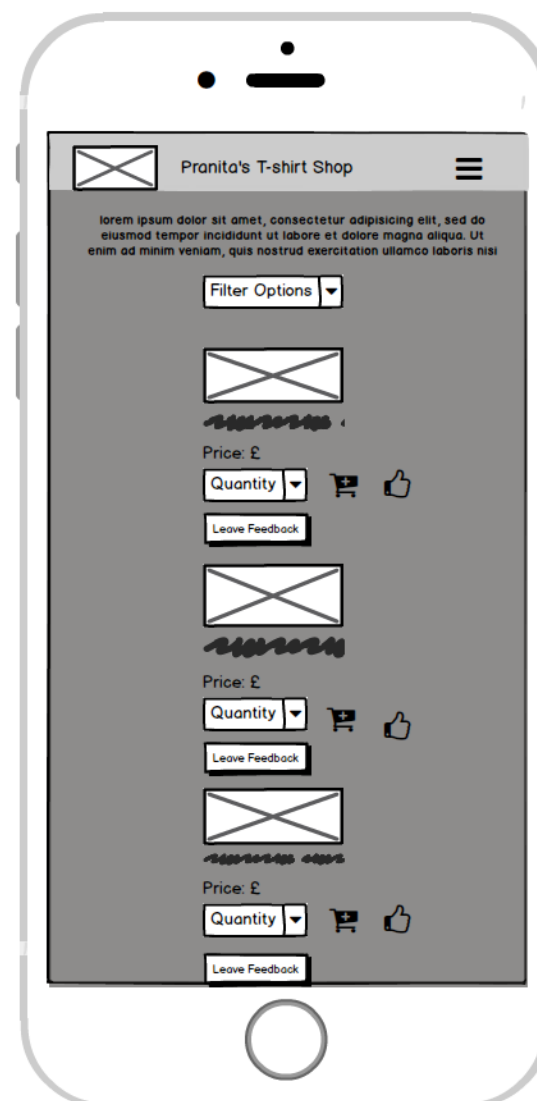 Pranita's T-shirt Shop
lorem ipsum dolor sit amet, consectetur adipisicing elit, sed do
eiusmod tempor incididunt ut labore et dolore magna aliqua. Ut
enim ad minim veniam, quis nostrud exercitation ullamco laboris nisi
Filter Options
Price: £
Quantity
Leave Feedback
Price: £
Quantity
Leave Feedback
Price: £
Quantity
Leave Feedback